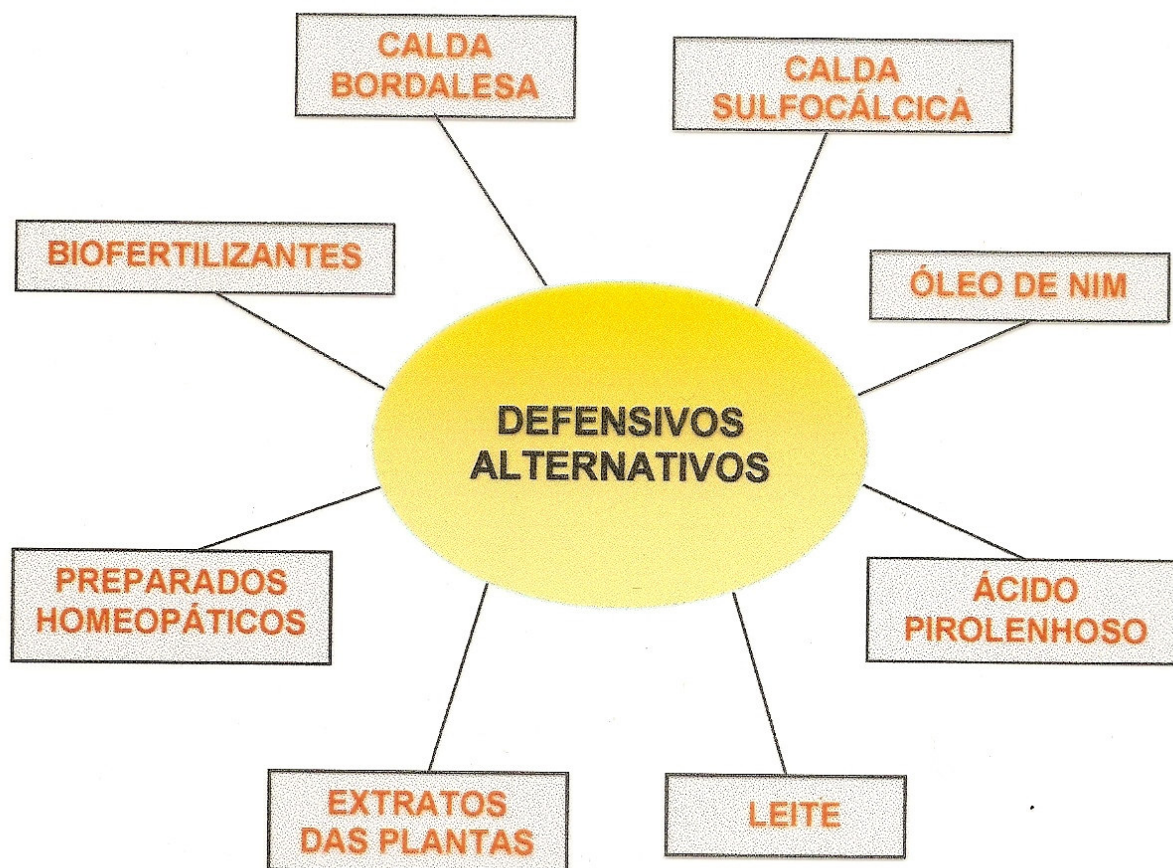 CALDA
BORDALESA
CALDA
SULFOCÁLCICA
BIOFERTILIZANTES
ÓLEO DE NIM
DEFENSIVOS
ALTERNATIVOS
PREPARADOS
HOMEOPÁTICOS
ÁCIDO
PIROLENHOSO
EXTRATOS
DAS PLANTAS
LEITE